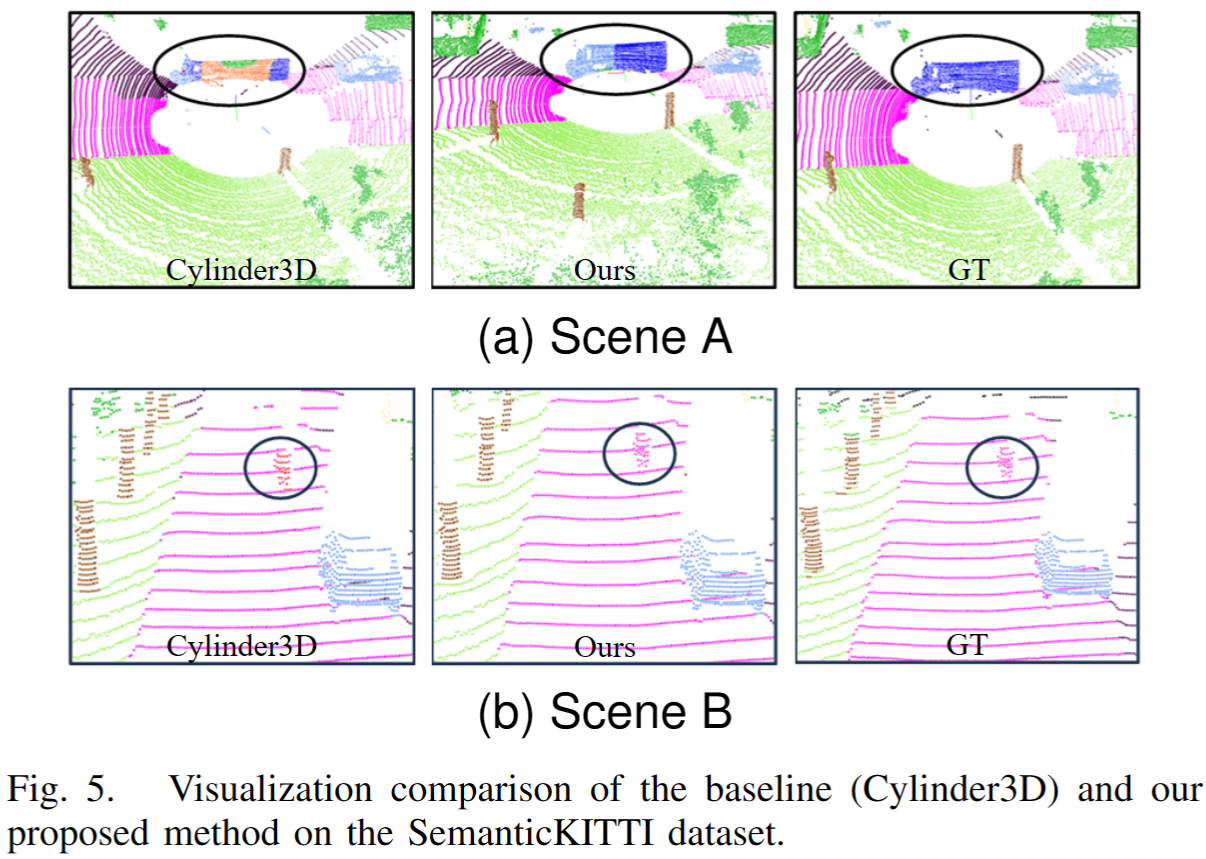 Cylinder3D
Ours
GT
(a) Scene A
Cylinder3D
Ours
GT
(b) Scene B
Fig. 5. Visualization comparison of the baseline (Cylinder3D) and our
proposed method on the SemanticKITTI dataset.